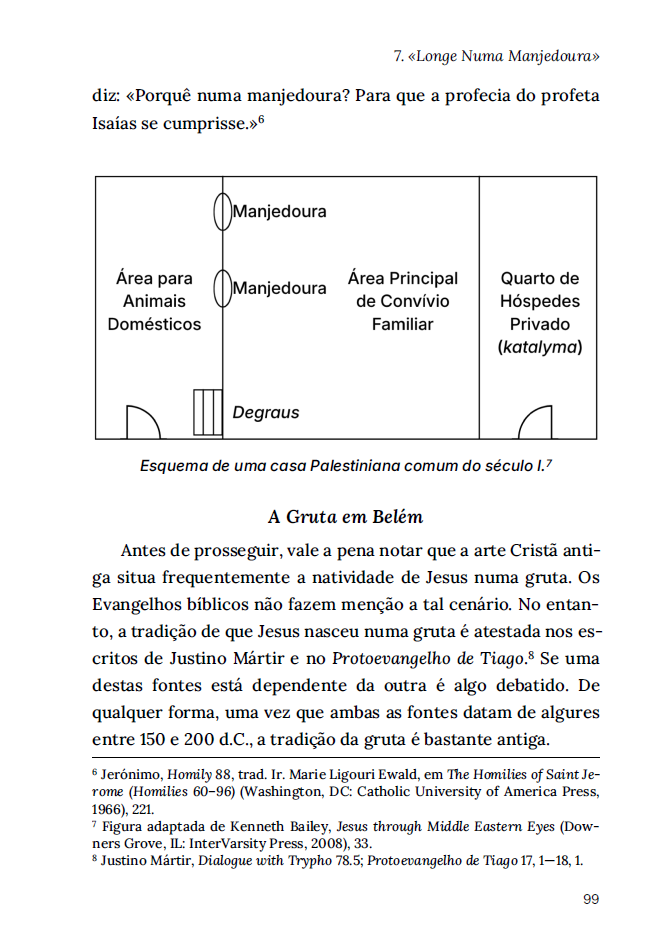 7. «Longe Numa Manjedoura»
diz: «Porquê numa manjedoura? Para que a profecia do profeta
Isaías se cumprisse.»⁶
Manjedoura
Área para
Animais
Domésticos
Manjedoura
Área Principal
de Convívio
Familiar
Quarto de
Hóspedes
Privado
(katalyma)
Degraus
Esquema de uma casa Palestiniana comum do século I.⁷
A Gruta em Belém
Antes de prosseguir, vale a pena notar que a arte Cristã anti-
ga situa frequentemente a natividade de Jesus numa gruta. Os
Evangelhos bíblicos não fazem menção a tal cenário. No entan-
to, a tradição de que Jesus nasceu numa gruta é atestada nos es-
critos de Justino Mártir e no Protoevangelho de Tiago.⁸ Se uma
destas fontes está dependente da outra é algo debatido. De
qualquer forma, uma vez que ambas as fontes datam de algures
entre 150 e 200 d.C., a tradição da gruta é bastante antiga.
⁶ Jerónimo, Homily 88, trad. Ir. Marie Ligouri Ewald, em The Homilies of Saint Je-
rome (Homilies 60–96) (Washington, DC: Catholic University of America Press,
1966), 221.
⁷ Figura adaptada de Kenneth Bailey, Jesus through Middle Eastern Eyes (Dow-
ners Grove, IL: InterVarsity Press, 2008), 33.
⁸ Justino Mártir, Dialogue with Trypho 78.5; Protoevangelho de Tiago 17, 1—18, 1.
99